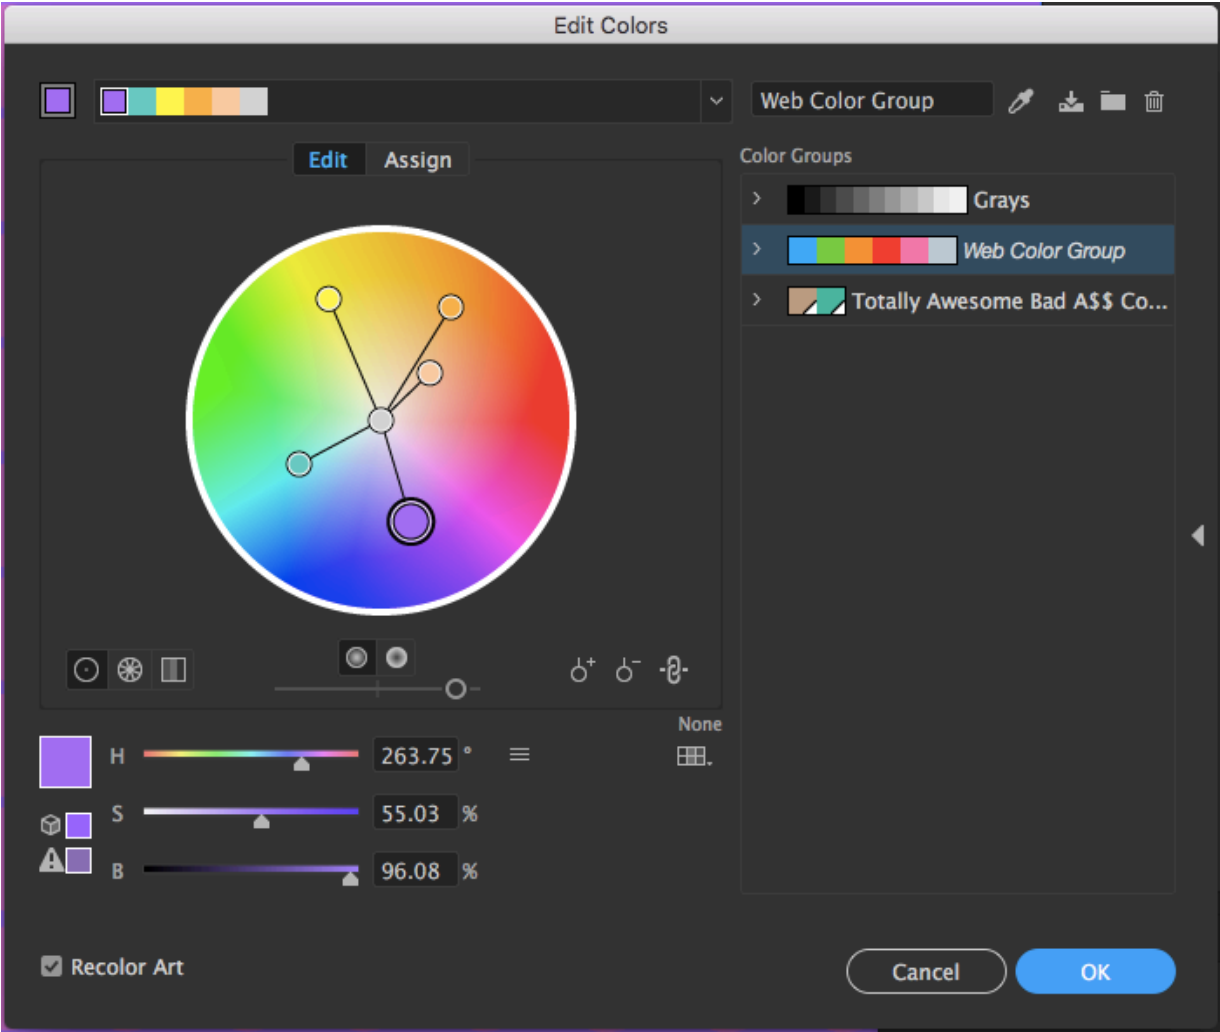 Edit Colors
Web Color Group
Edit Assign
Color Groups
Grays
Web Color Group
Totally Awesome Bad A$$ Co...
None
H 263.75 °
S 55.03 %
B 96.08 %
Recolor Art
Cancel OK